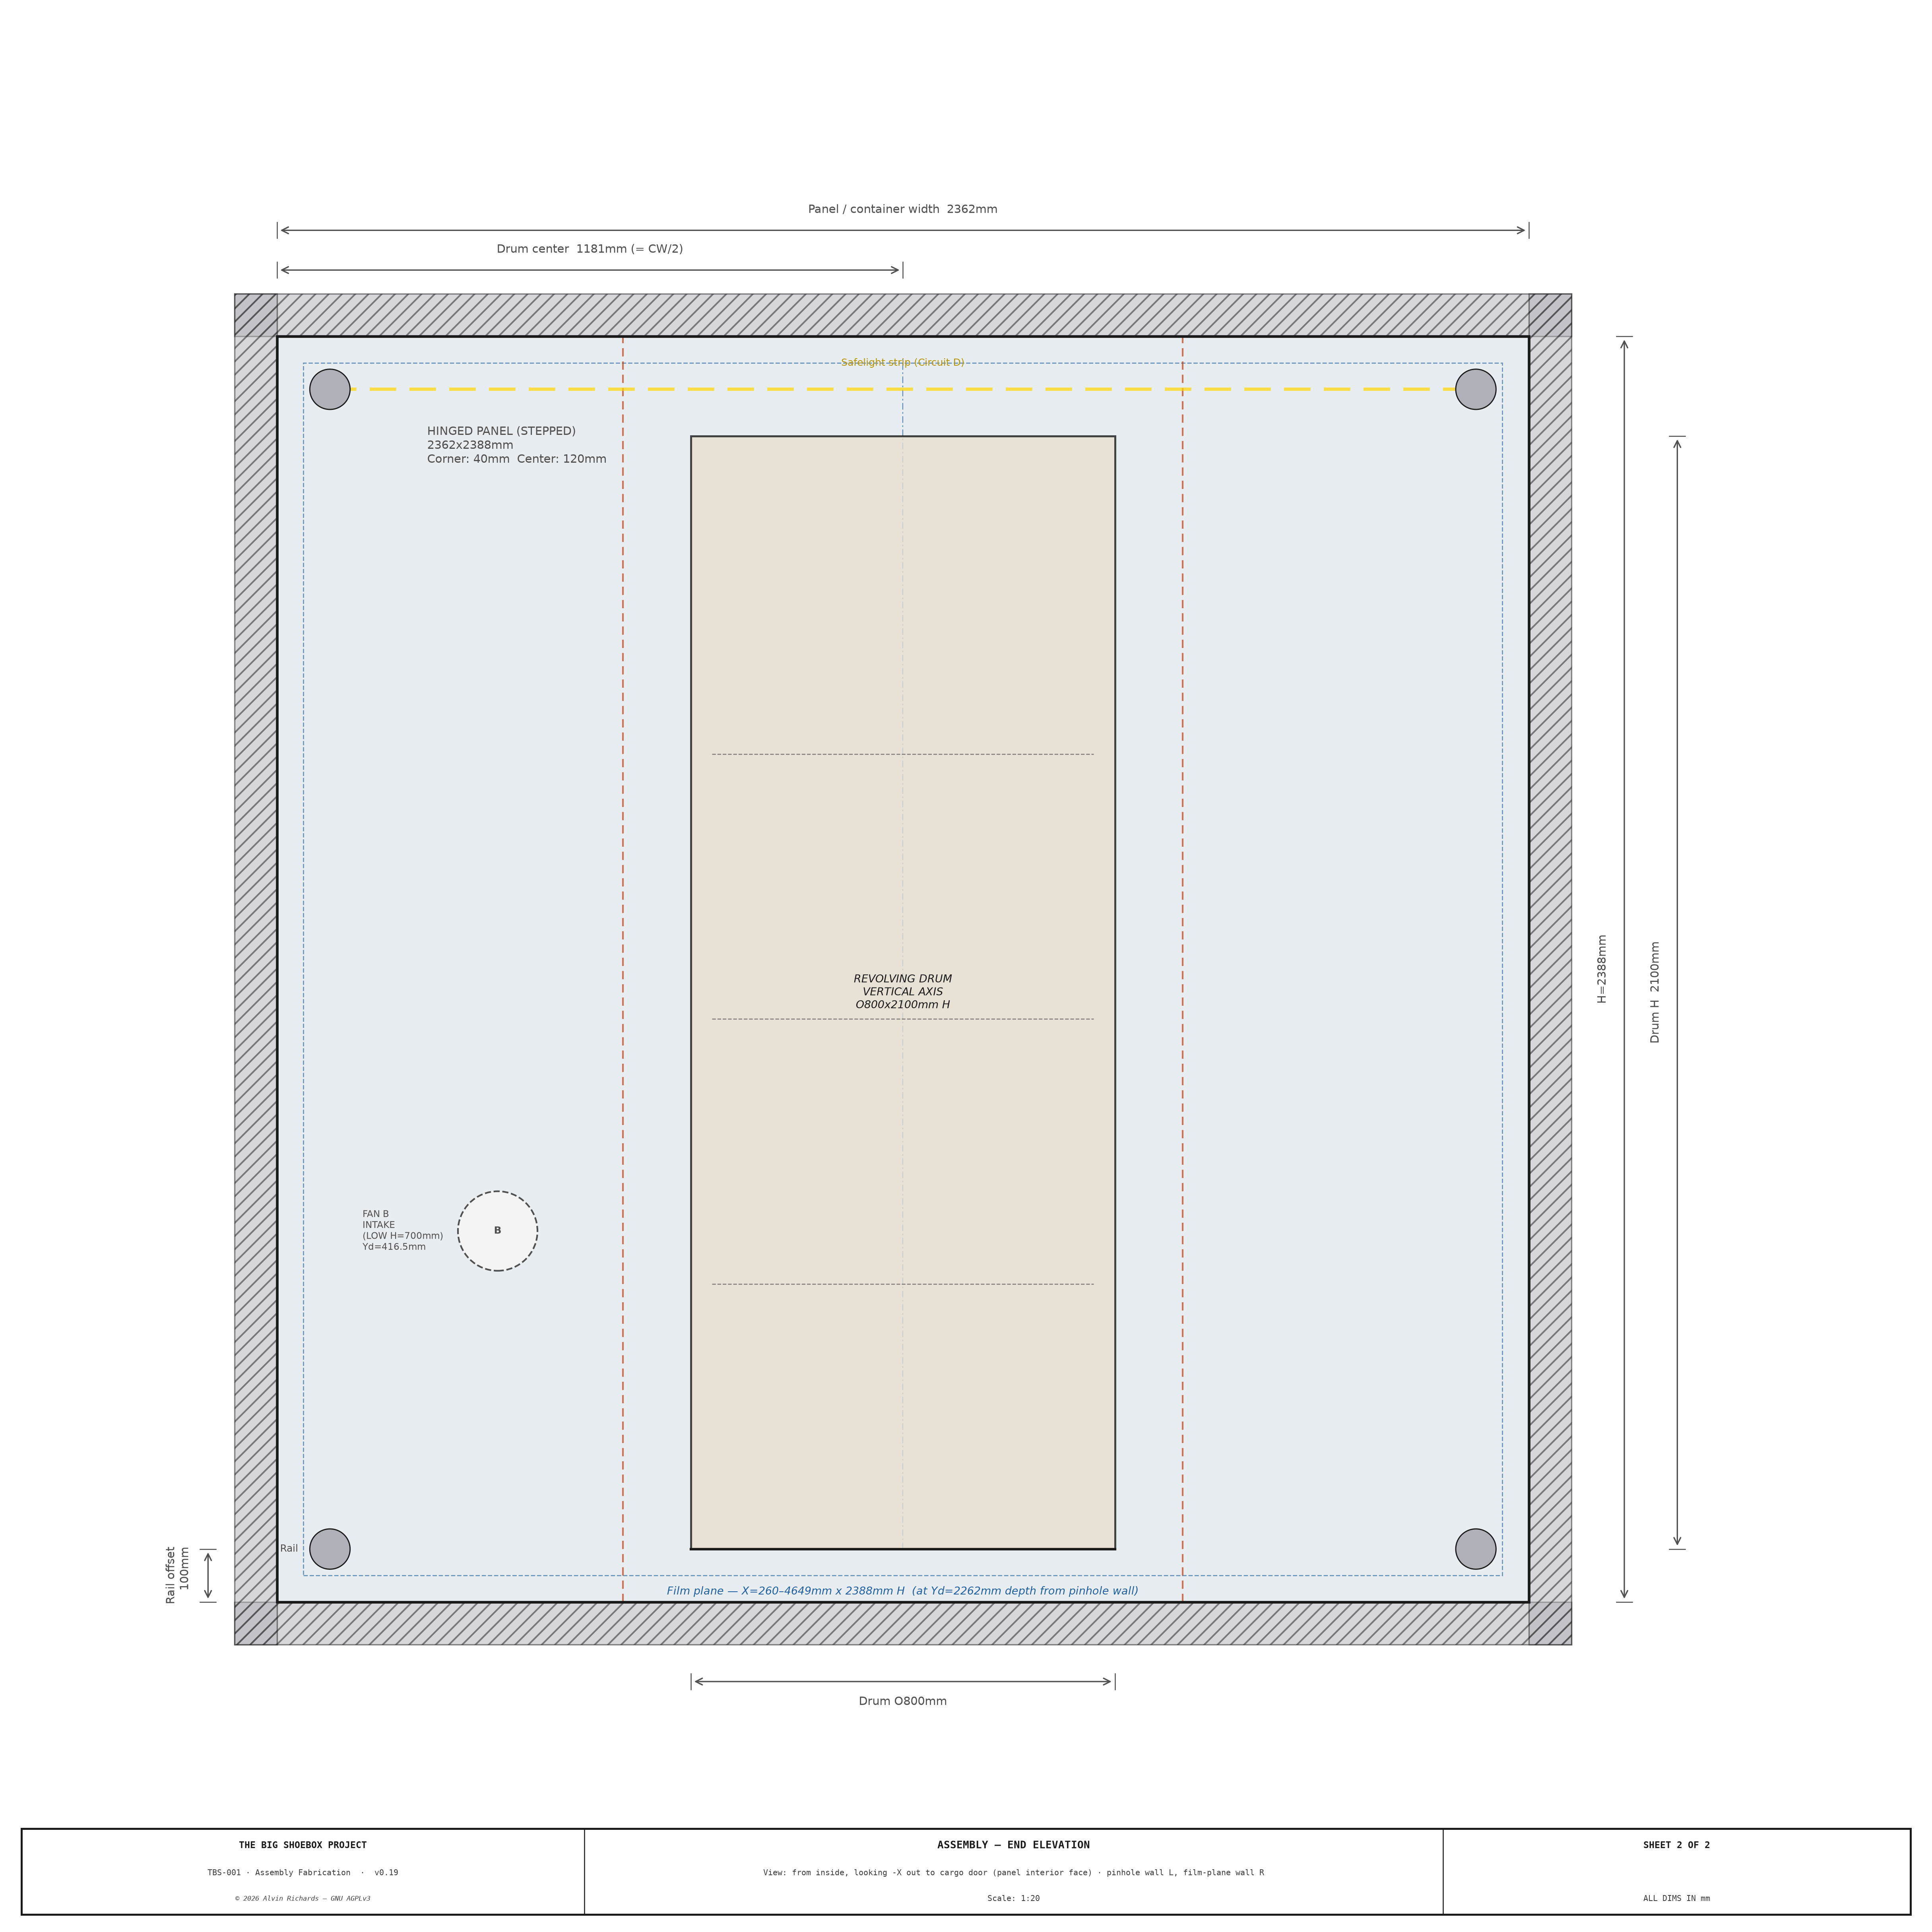 Panel / container width  2362mm
Drum center  1181mm (= CW/2)
Safelight strip (Circuit D)
HINGED PANEL (STEPPED)
2362x2388mm
Corner: 40mm  Center: 120mm
H=2388mm
Drum H  2100mm
REVOLVING DRUM
VERTICAL AXIS
O800x2100mm H
FAN B
INTAKE
(LOW H=700mm)
Yd=416.5mm
B
Rail
Rail offset
100mm
Film plane — X=260–4649mm x 2388mm H  (at Yd=2262mm depth from pinhole wall)
Drum O800mm
THE BIG SHOEBOX PROJECT
TBS-001 · Assembly Fabrication  ·  v0.19
© 2026 Alvin Richards — GNU AGPLv3
ASSEMBLY — END ELEVATION
View: from inside, looking -X out to cargo door (panel interior face) · pinhole wall L, film-plane wall R
Scale: 1:20
SHEET 2 OF 2
ALL DIMS IN mm